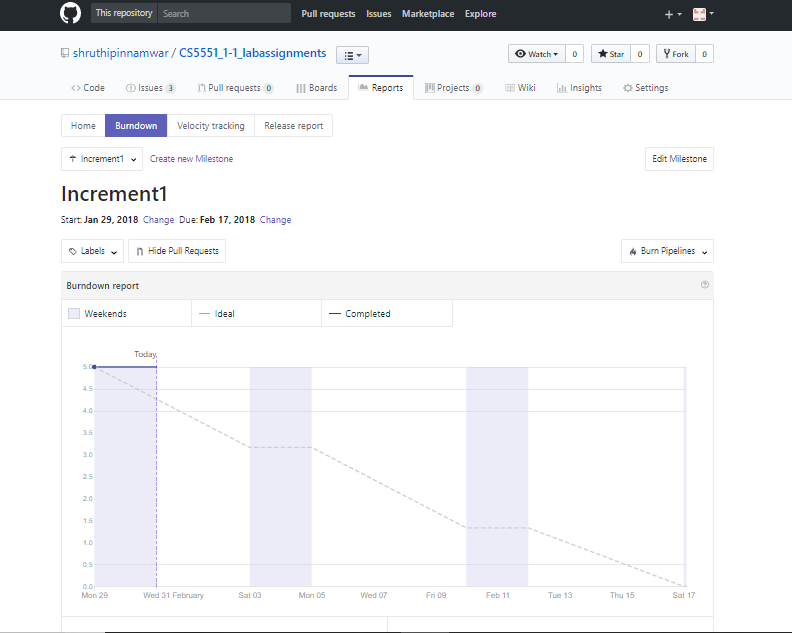 This repository Search Pull requests Issues Marketplace Explore
shruthipinnamwar / CS5551_1-1_labassignments Watch 0 Star 0 Fork 0
Code Issues 3 Pull requests 0 Boards Reports Projects 0 Wiki Insights Settings
Home Burndown Velocity tracking Release report
Increment1 Create new Milestone Edit Milestone
Increment1
Start: Jan 29, 2018 Change Due: Feb 17, 2018 Change
Labels Hide Pull Requests Burn Pipelines
Burndown report
Weekends Ideal Completed
Today
5.0
4.5
4.0
3.5
3.0
2.5
2.0
1.5
1.0
0.5
0.0
Mon 29 Wed 31 February Sat 03 Mon 05 Wed 07 Fri 09 Feb 11 Tue 13 Thu 15 Sat 17